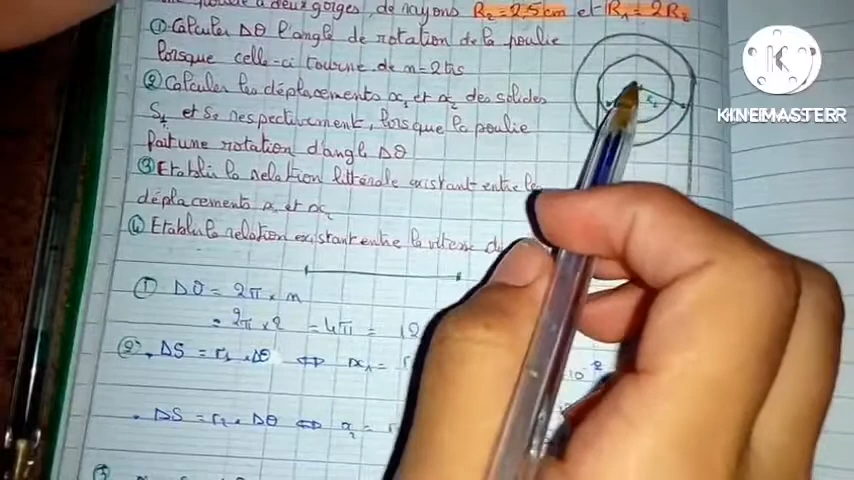 poulie à deux gorges, de rayons R₂ = 2,5cm et R₁ = 2R₂
① Calculer Δθ l'angle de rotation de la poulie
lorsque celle-ci tourne de n=2trs
② Calculer les déplacements x₁ et x₂ des solides
S₁ et S₂ respectivement, lorsque la poulie
fait une rotation d'angle Δθ
③ Etablir la relation littérale existant entre les
déplacements x₁ et x₂
④ Etablir la relation existant entre la vitesse de
① Δθ = 2π × n
= 2π × 2 = 4π = 12
② . ΔS = r₁ . Δθ ⇔ x₁ =
10⁻²
. ΔS = r₂ . Δθ ⇔ x₂ =
③
KINEMASTER